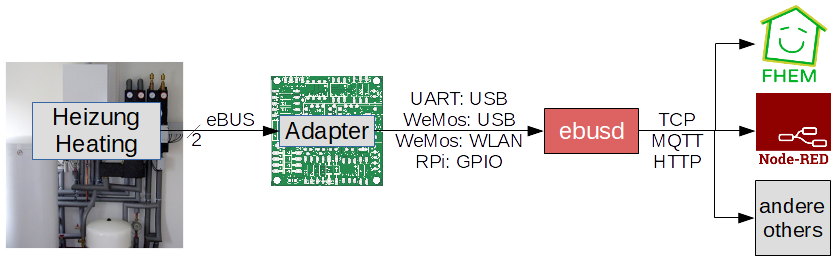 Heizung
Heating
eBUS
2
Adapter
UART: USB
WeMos: USB
WeMos: WLAN
RPi: GPIO
ebusd
TCP
MQTT
HTTP
FHEM
Node-RED
andere
others